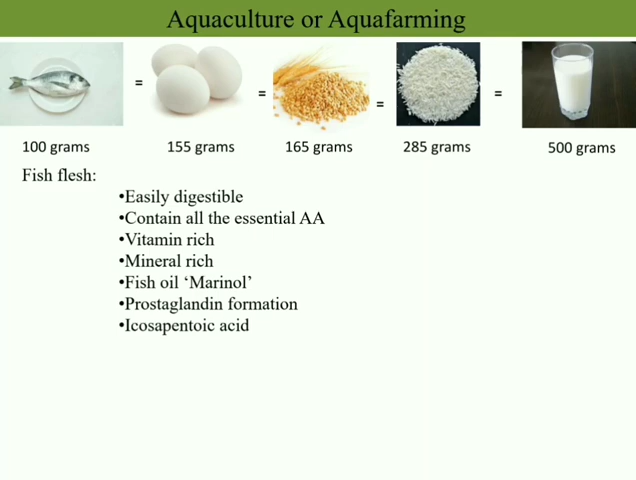 Aquaculture or Aquafarming
= = = =
100 grams 155 grams 165 grams 285 grams 500 grams
Fish flesh:
•Easily digestible
•Contain all the essential AA
•Vitamin rich
•Mineral rich
•Fish oil ‘Marinol’
•Prostaglandin formation
•Icosapentoic acid